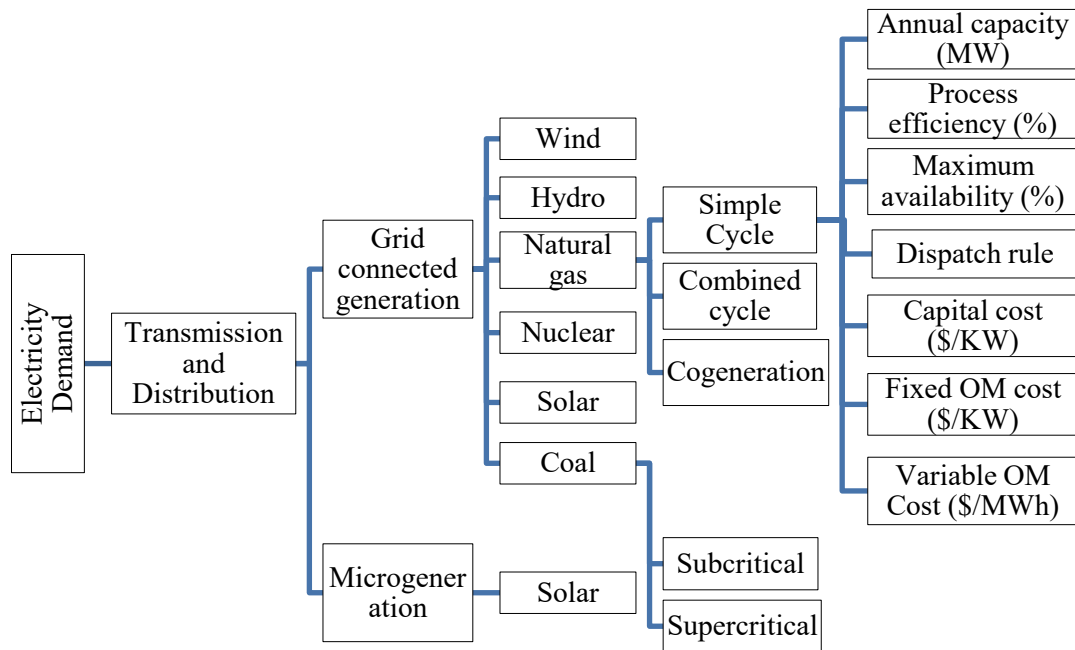 Electricity
Demand
Transmission
and
Distribution
Grid
connected
generation
Microgener
ation
Wind
Hydro
Natural
gas
Nuclear
Solar
Coal
Solar
Simple
Cycle
Combined
cycle
Cogeneration
Subcritical
Supercritical
Annual capacity
(MW)
Process
efficiency (%)
Maximum
availability (%)
Dispatch rule
Capital cost
($/KW)
Fixed OM cost
($/KW)
Variable OM
Cost ($/MWh)